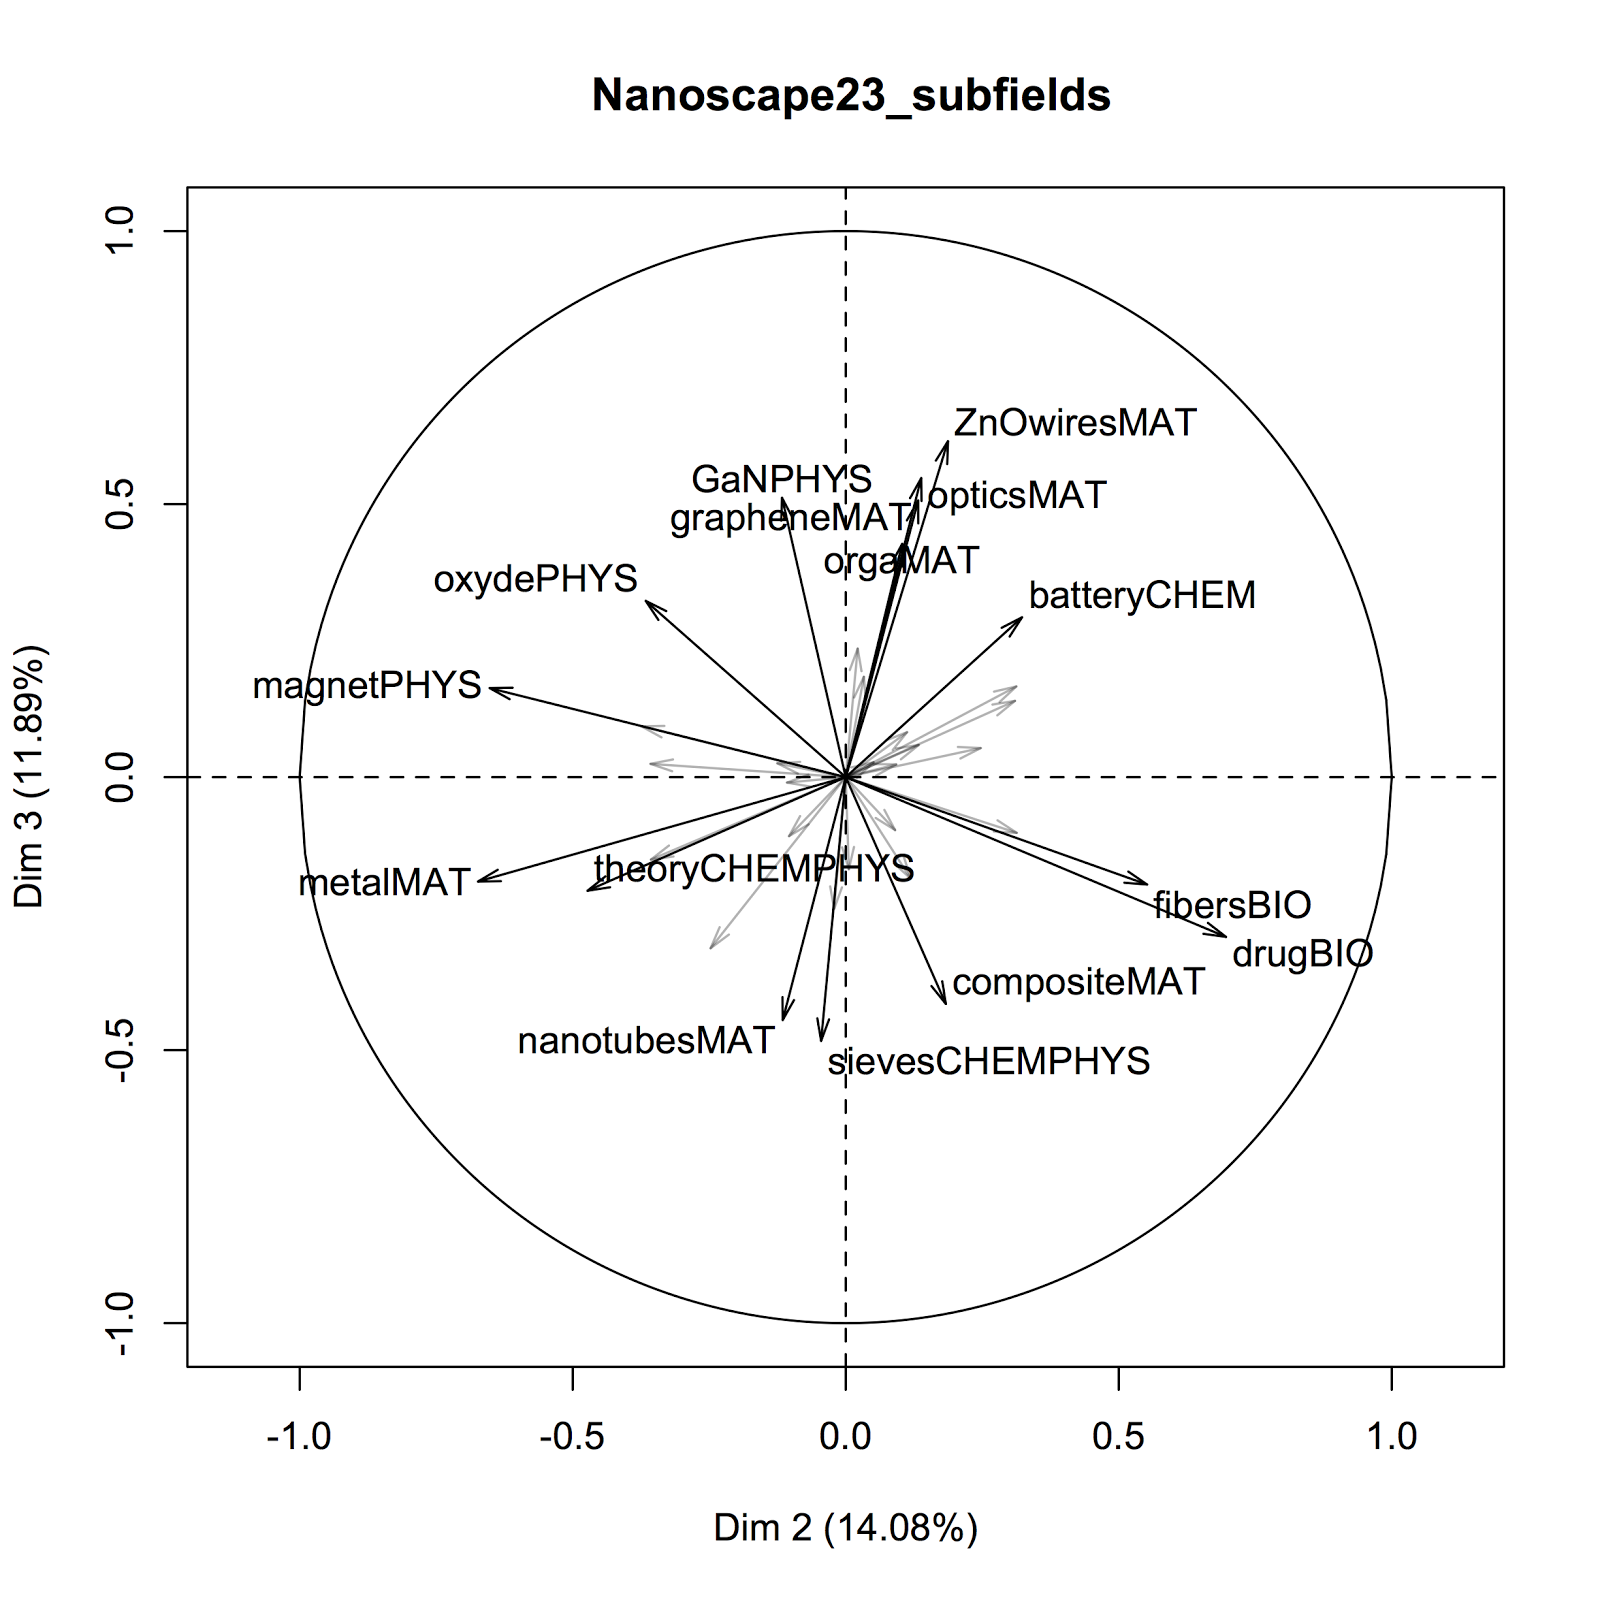 Nanoscape23_subfields
1.0
0.5
0.0
-0.5
-1.0
Dim 3 (11.89%)
ZnOwiresMAT
GaNPHYS
opticsMAT
grapheneMAT
orgaMAT
oxydePHYS
batteryCHEM
magnetPHYS
theoryCHEMPHYS
metalMAT
fibersBIO
drugBIO
compositeMAT
nanotubesMAT
sievesCHEMPHYS
-1.0
-0.5
0.0
0.5
1.0
Dim 2 (14.08%)